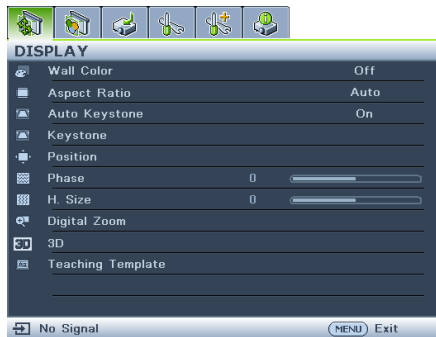 DISPLAY
Wall Color Off
Aspect Ratio Auto
Auto Keystone On
Keystone
Position
Phase 0
H. Size 0
Digital Zoom
3D 3D
Teaching Template
No Signal MENU Exit